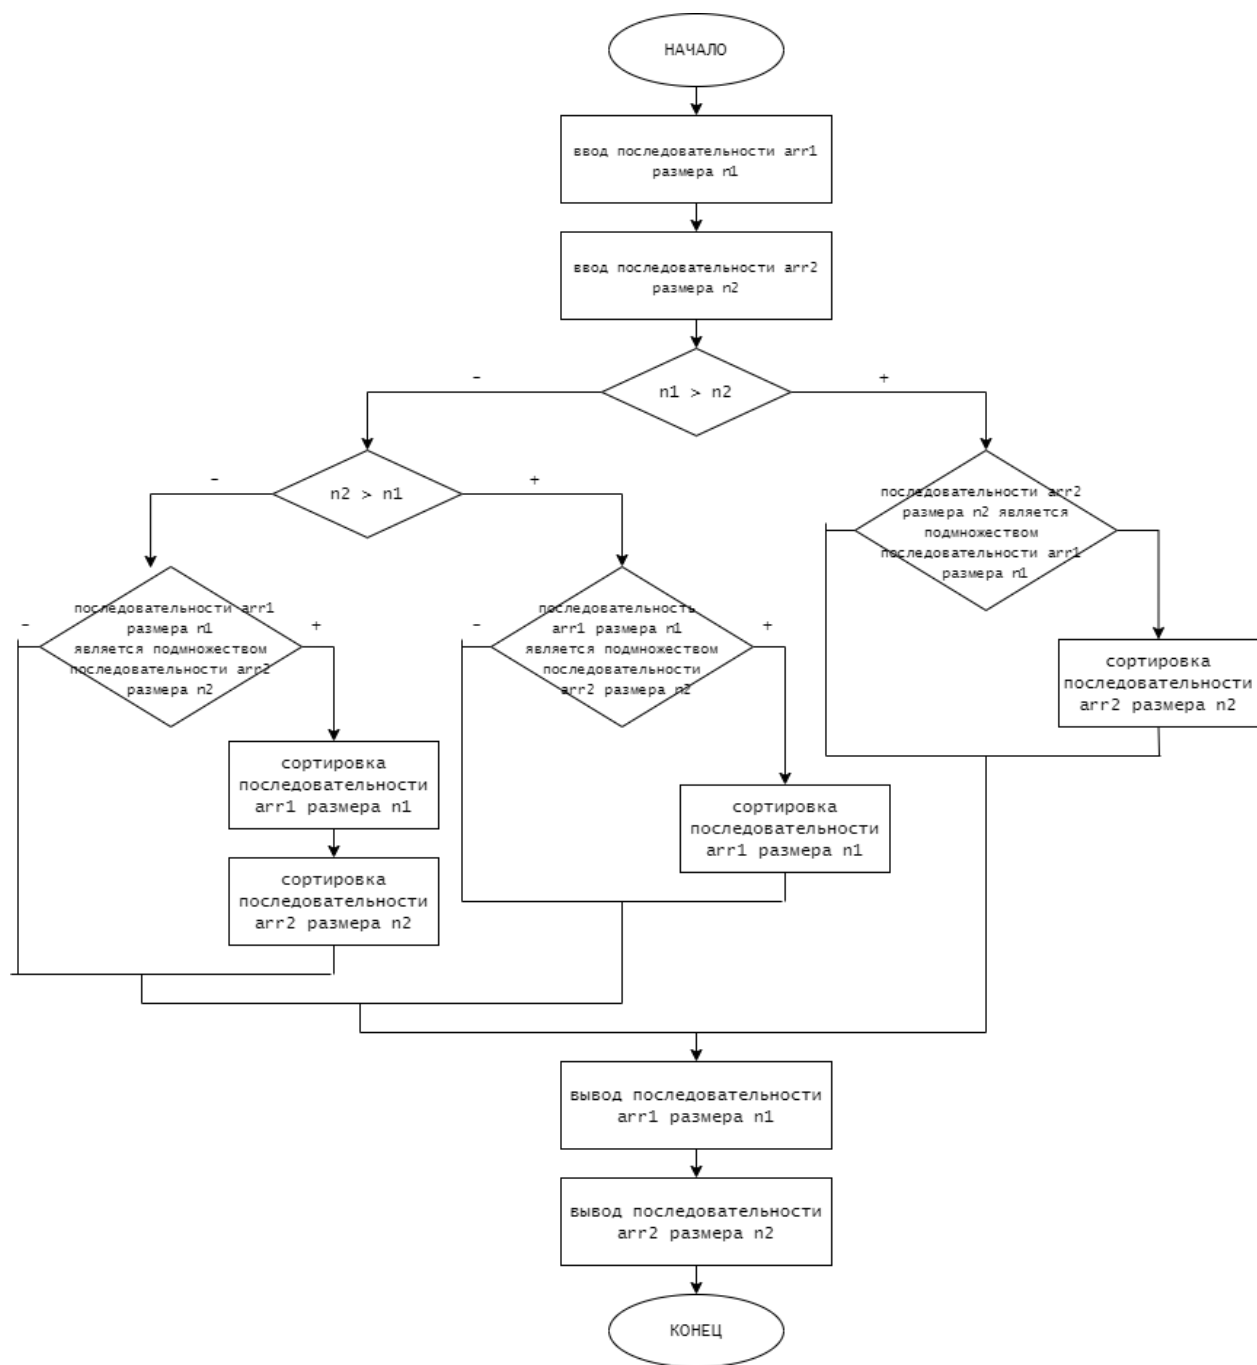 НАЧАЛО
ввод последовательности arr1
размера n1
ввод последовательности arr2
размера n2
n1 > n2
-
+
n2 > n1
-
+
последовательности arr2
размера n2 является
подмножеством
последовательности arr1
размера n1
последовательности arr1
размера n1
является подмножеством
последовательности arr2
размера n2
-
+
последовательность
arr1 размера n1
является подмножеством
последовательности
arr2 размера n2
-
+
сортировка
последовательности
arr2 размера n2
сортировка
последовательности
arr1 размера n1
сортировка
последовательности
arr1 размера n1
сортировка
последовательности
arr2 размера n2
вывод последовательности
arr1 размера n1
вывод последовательности
arr2 размера n2
КОНЕЦ